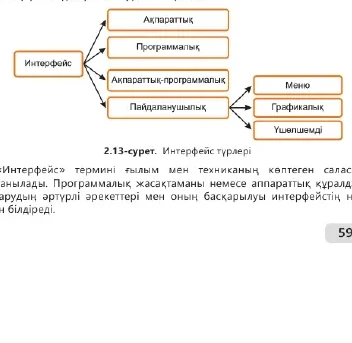 Ақпараттық
Программалық
Интерфейс
Ақпараттық-программалық
Меню
Пайдаланушылық
Графикалық
Үшөлшемді
2.13-сурет. Интерфейс түрлері
«Интерфейс» термині ғылым мен техниканың көптеген салас
анылады. Программалық жасақтаманы немесе аппараттық құралд
арудың әртүрлі әрекеттері мен оның басқарылуы интерфейстің н
н білдіреді.
59